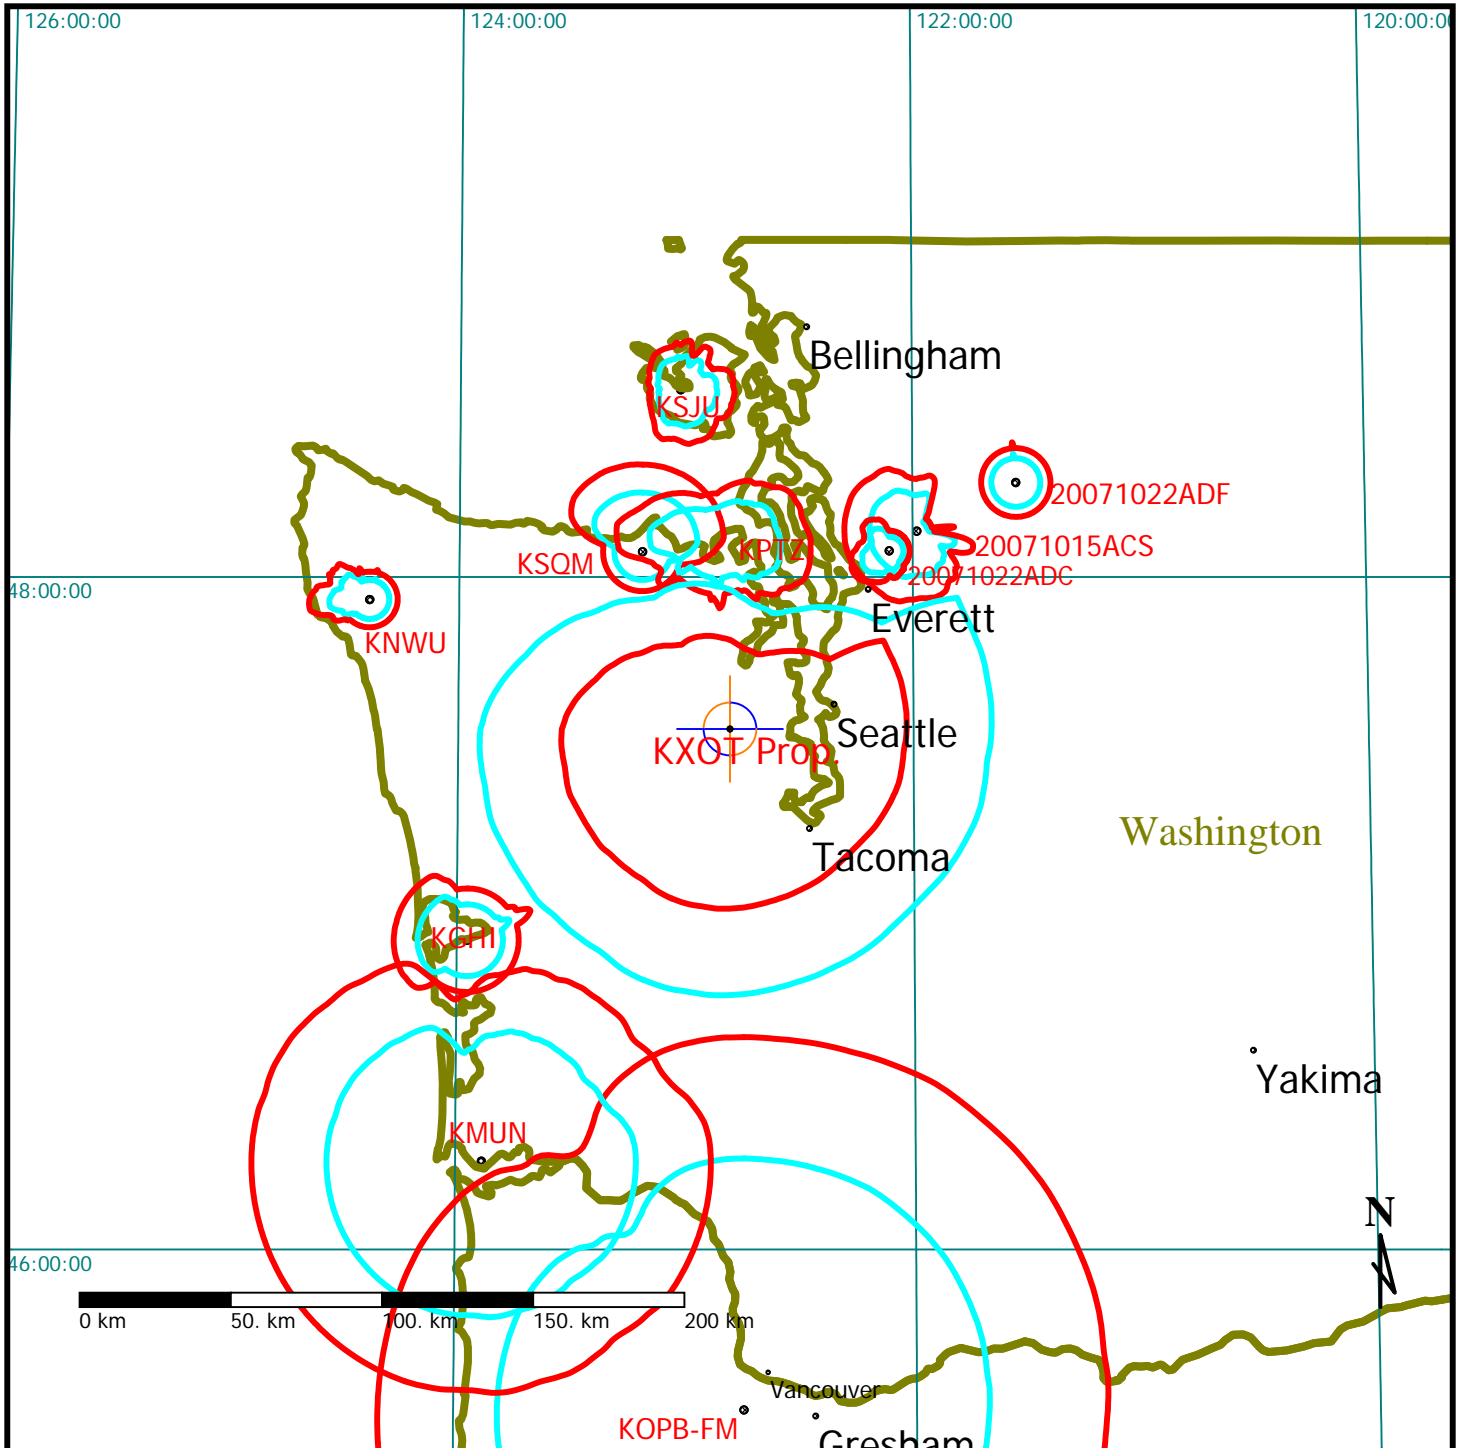 126:00:00
124:00:00
122:00:00
120:00:00
Bellingham
KSJU
20071022ADF
KSQM
KPTZ
20071015ACS
20071022ADC
48:00:00
Everett
KNWU
Seattle
KXOT Prop.
Washington
Tacoma
KGHI
Yakima
KMUN
N
46:00:00
0 km
50. km
100. km
150. km
200 km
Vancouver
KOPB-FM
Gresham